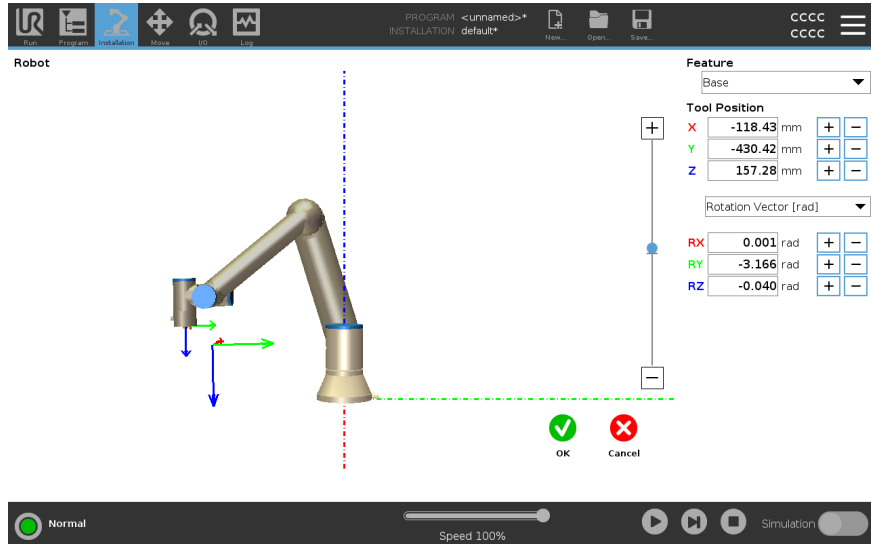 UR
PROGRAM <unnamed>*
INSTALLATION default*
CCCC
CCCC
Run Program Installation Move I/O Log New... Open... Save...
Robot
Feature
Base
Tool Position
X -118.43 mm + −
Y -430.42 mm + −
Z 157.28 mm + −
Rotation Vector [rad]
RX 0.001 rad + −
RY -3.166 rad + −
RZ -0.040 rad + −
+
−
OK Cancel
Normal
Speed 100%
Simulation